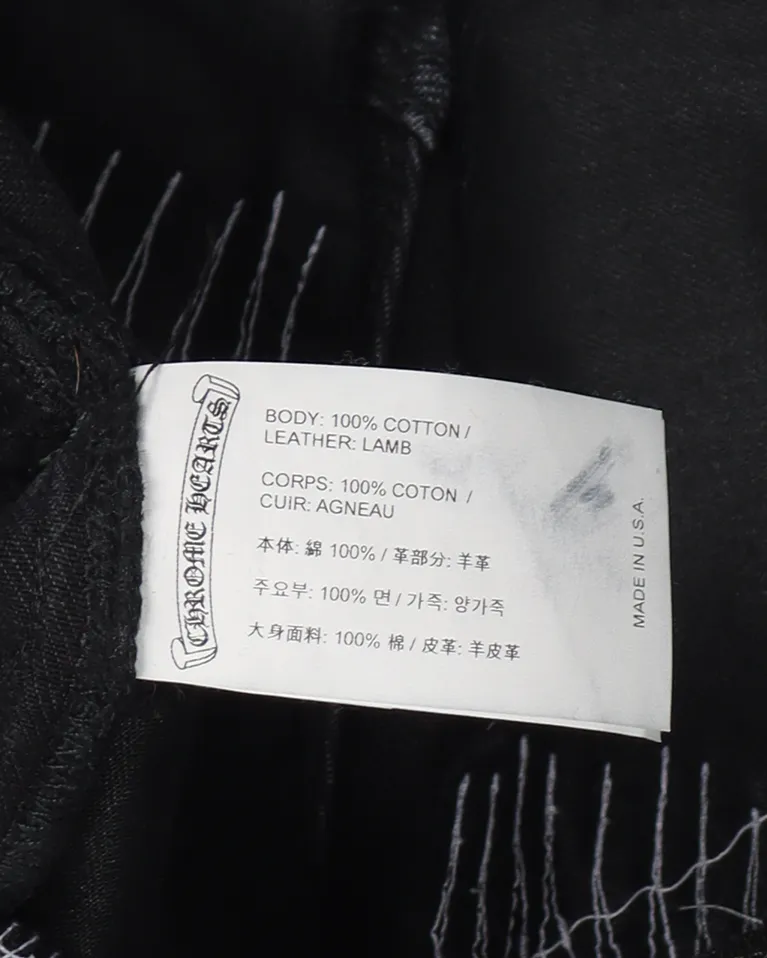 CHROME HEARTS
BODY: 100% COTTON /
LEATHER: LAMB
CORPS: 100% COTON /
CUIR: AGNEAU
本体: 綿 100% / 革部分: 羊革
주요부: 100% 면 / 가죽: 양가죽
大身面料: 100% 棉 / 皮革: 羊皮革
MADE IN U.S.A.